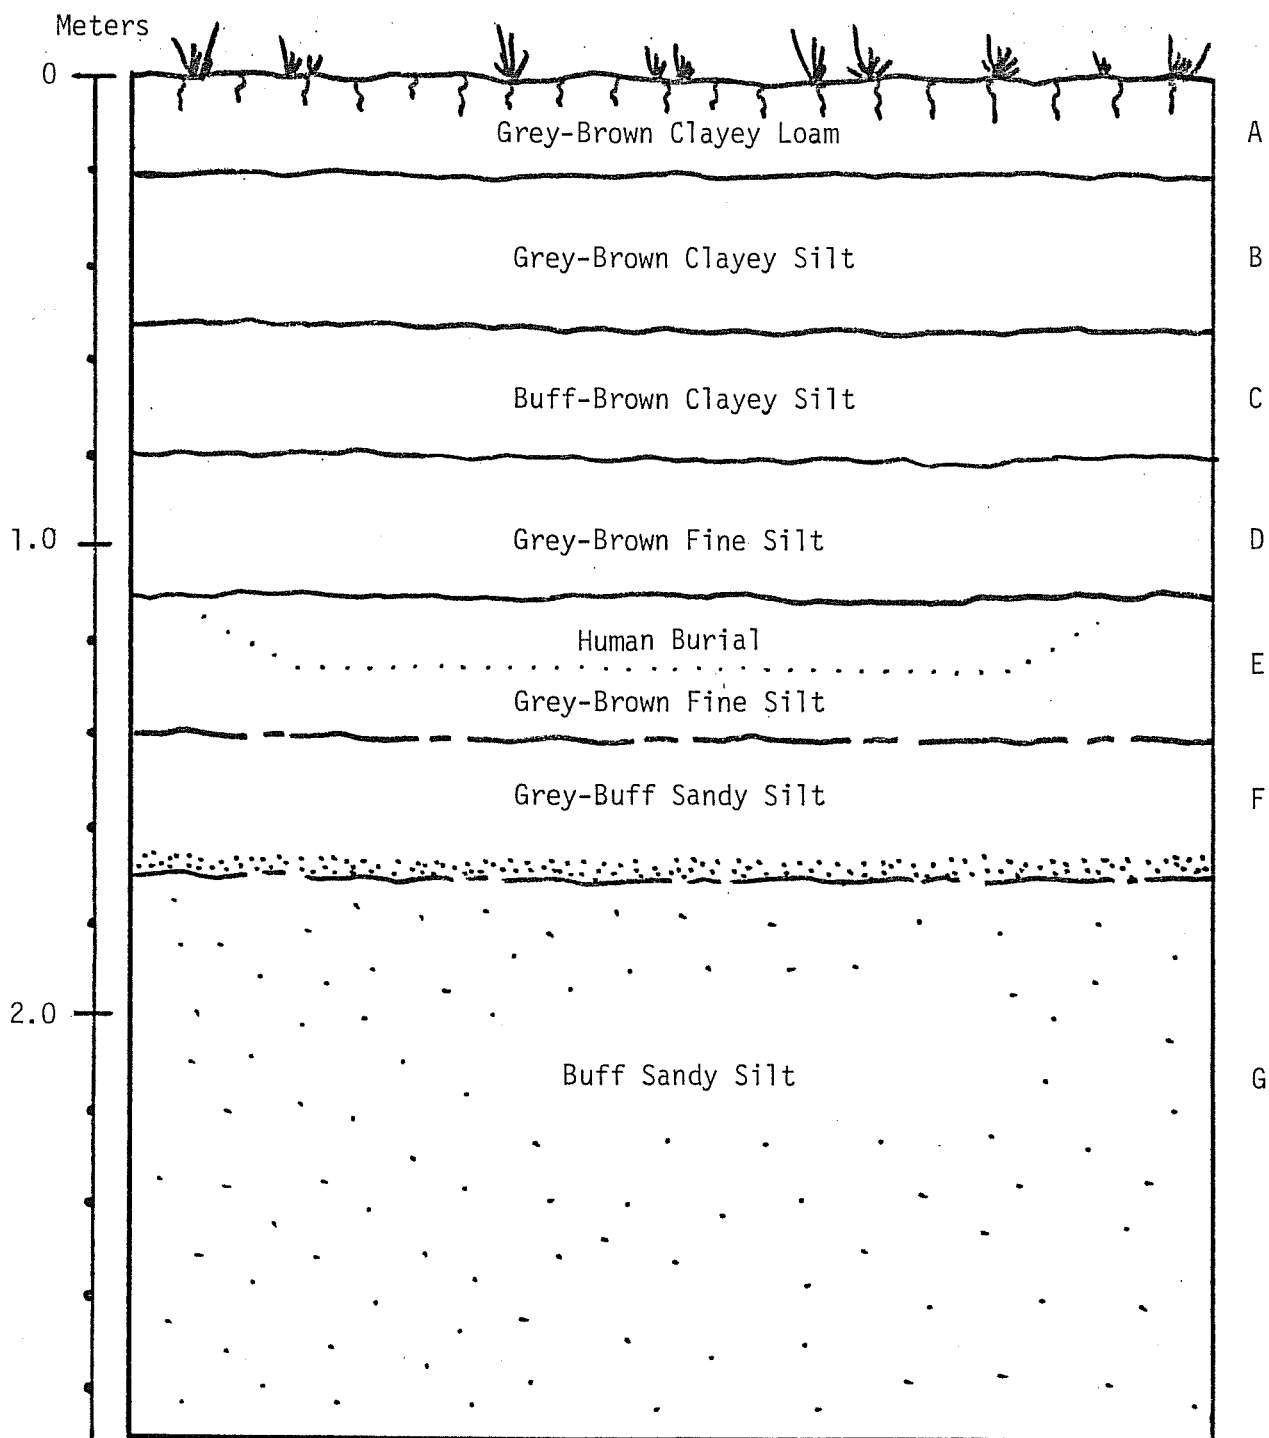 Meters
0
Grey-Brown Clayey Loam A
Grey-Brown Clayey Silt B
Buff-Brown Clayey Silt C
1.0 Grey-Brown Fine Silt D
Human Burial
E
Grey-Brown Fine Silt
Grey-Buff Sandy Silt F
2.0
Buff Sandy Silt G